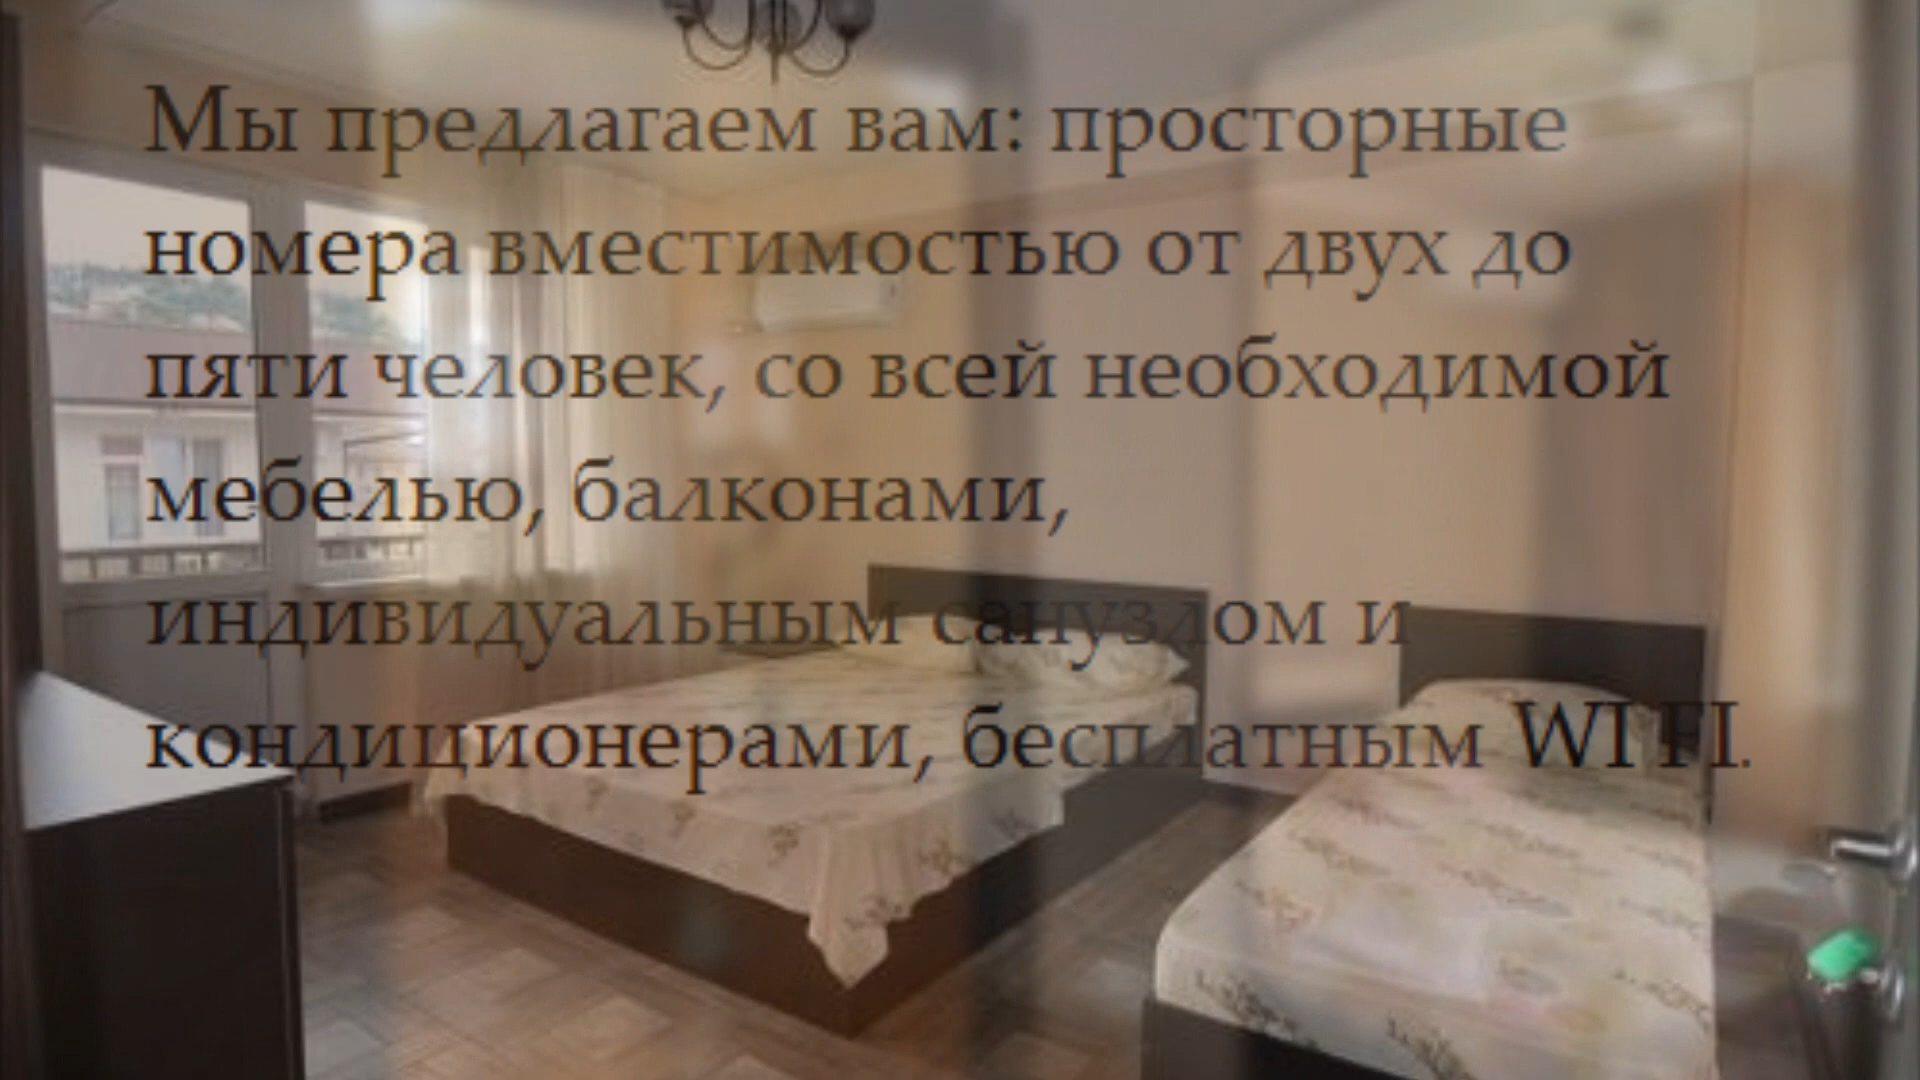 Мы предлагаем вам: просторные
номера вместимостью от двух до
пяти человек, со всей необходимой
мебелью, балконами,
индивидуальным санузлом и
кондиционерами, бесплатным WI FI.